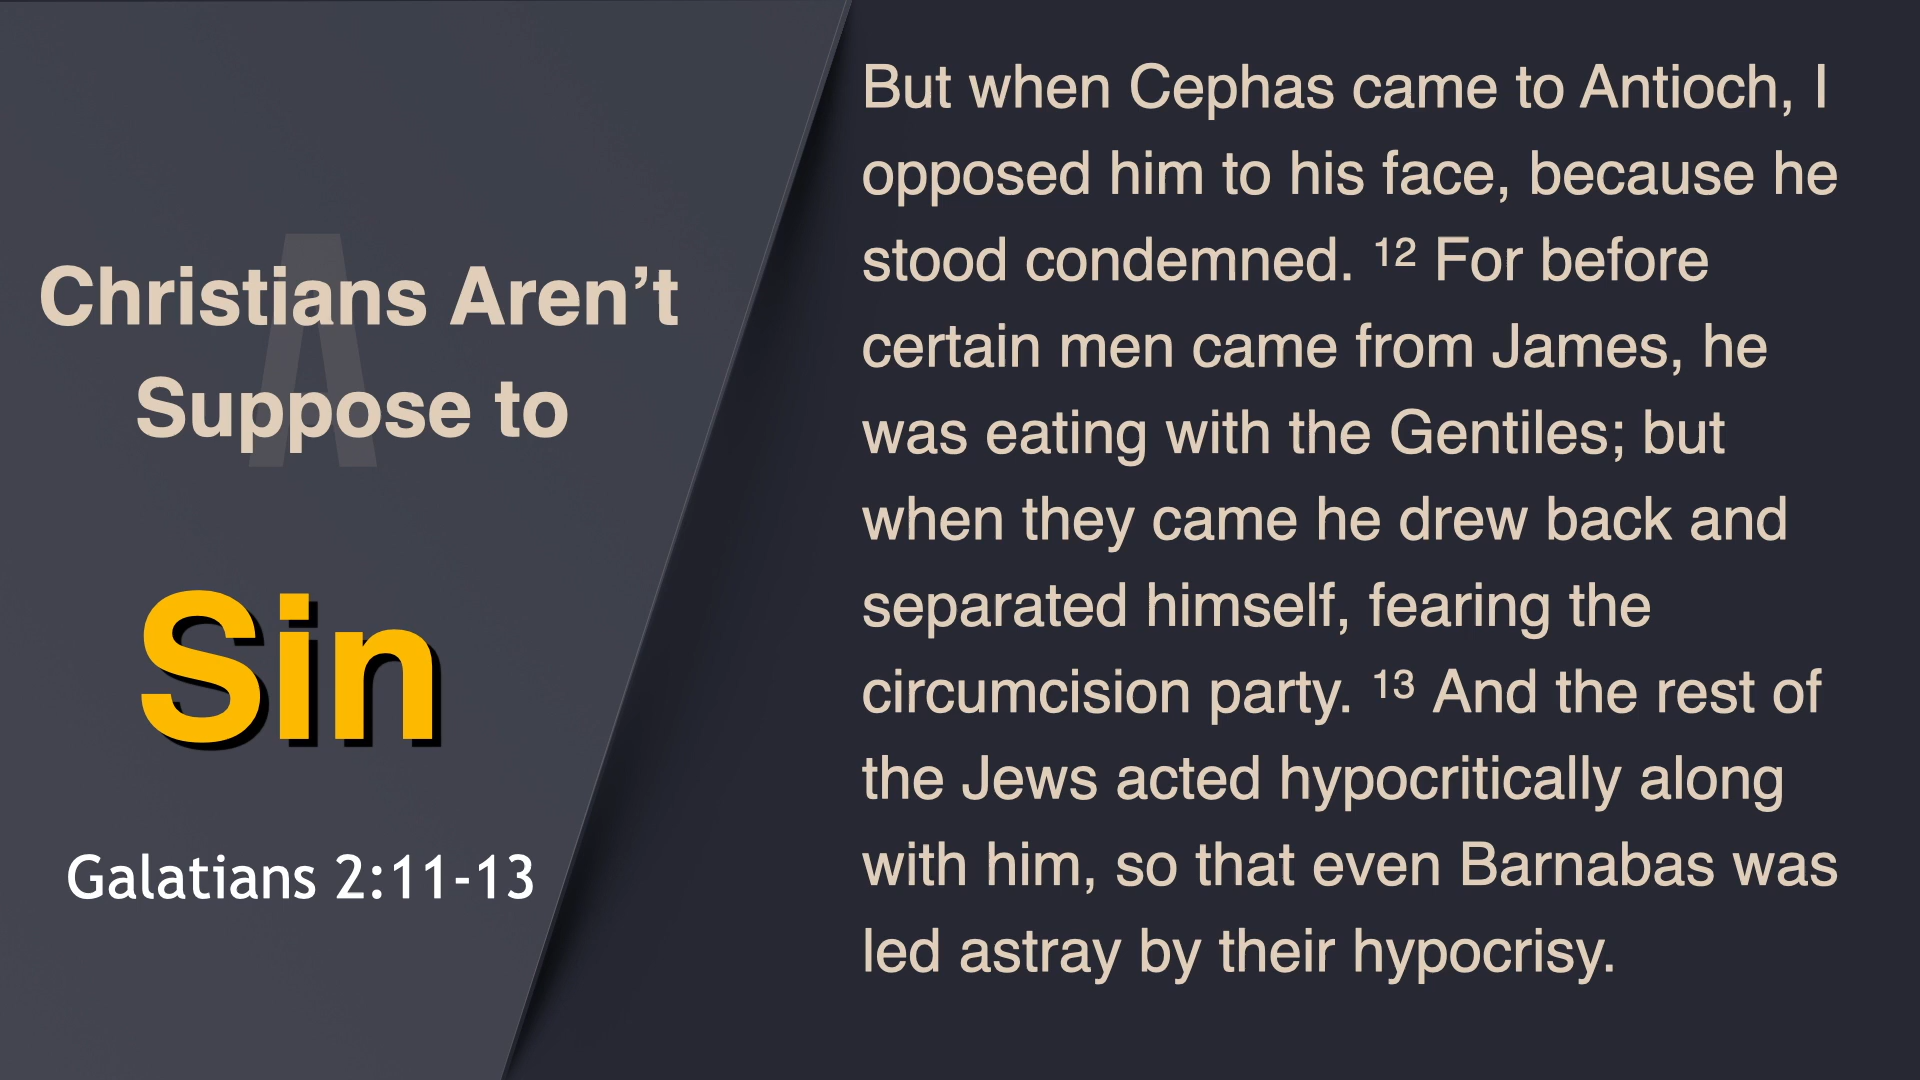 Christians Aren’t
Suppose to
Sin
Galatians 2:11-13
But when Cephas came to Antioch, I
opposed him to his face, because he
stood condemned. ¹² For before
certain men came from James, he
was eating with the Gentiles; but
when they came he drew back and
separated himself, fearing the
circumcision party. ¹³ And the rest of
the Jews acted hypocritically along
with him, so that even Barnabas was
led astray by their hypocrisy.